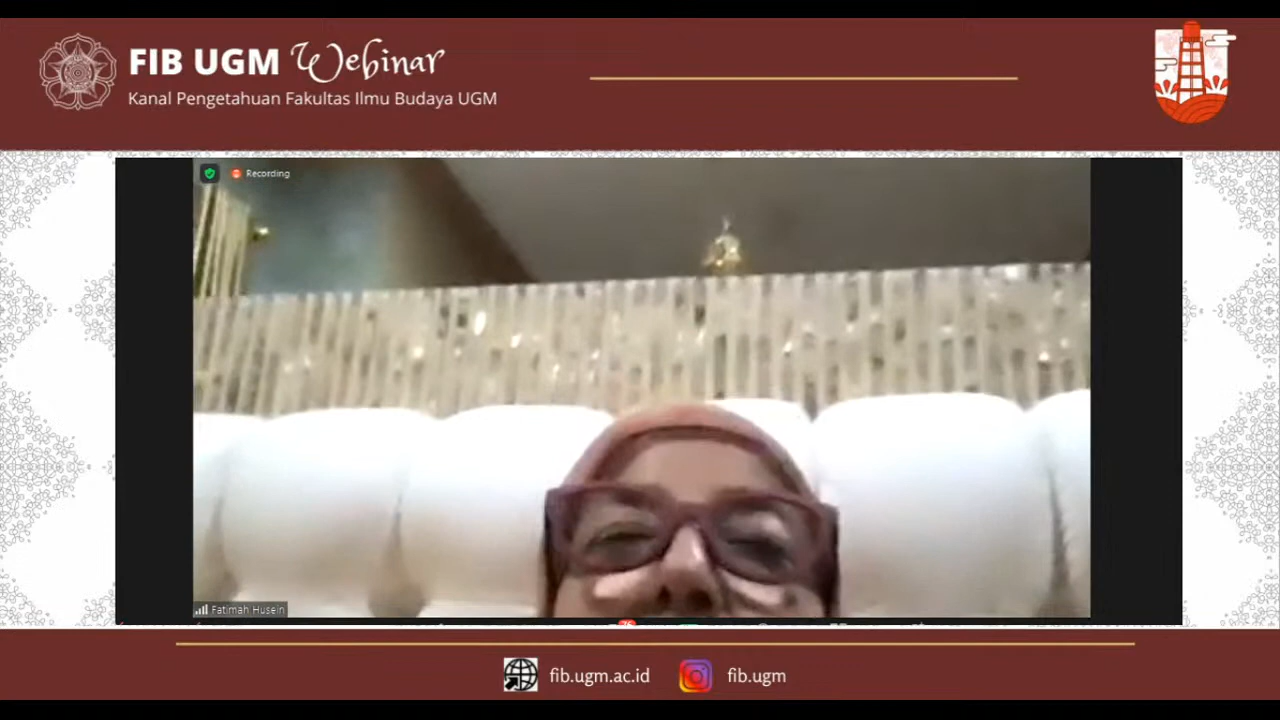 FIB UGM Webinar
Kanal Pengetahuan Fakultas Ilmu Budaya UGM
Recording
Fatimah Husein
fib.ugm.ac.id
fib.ugm